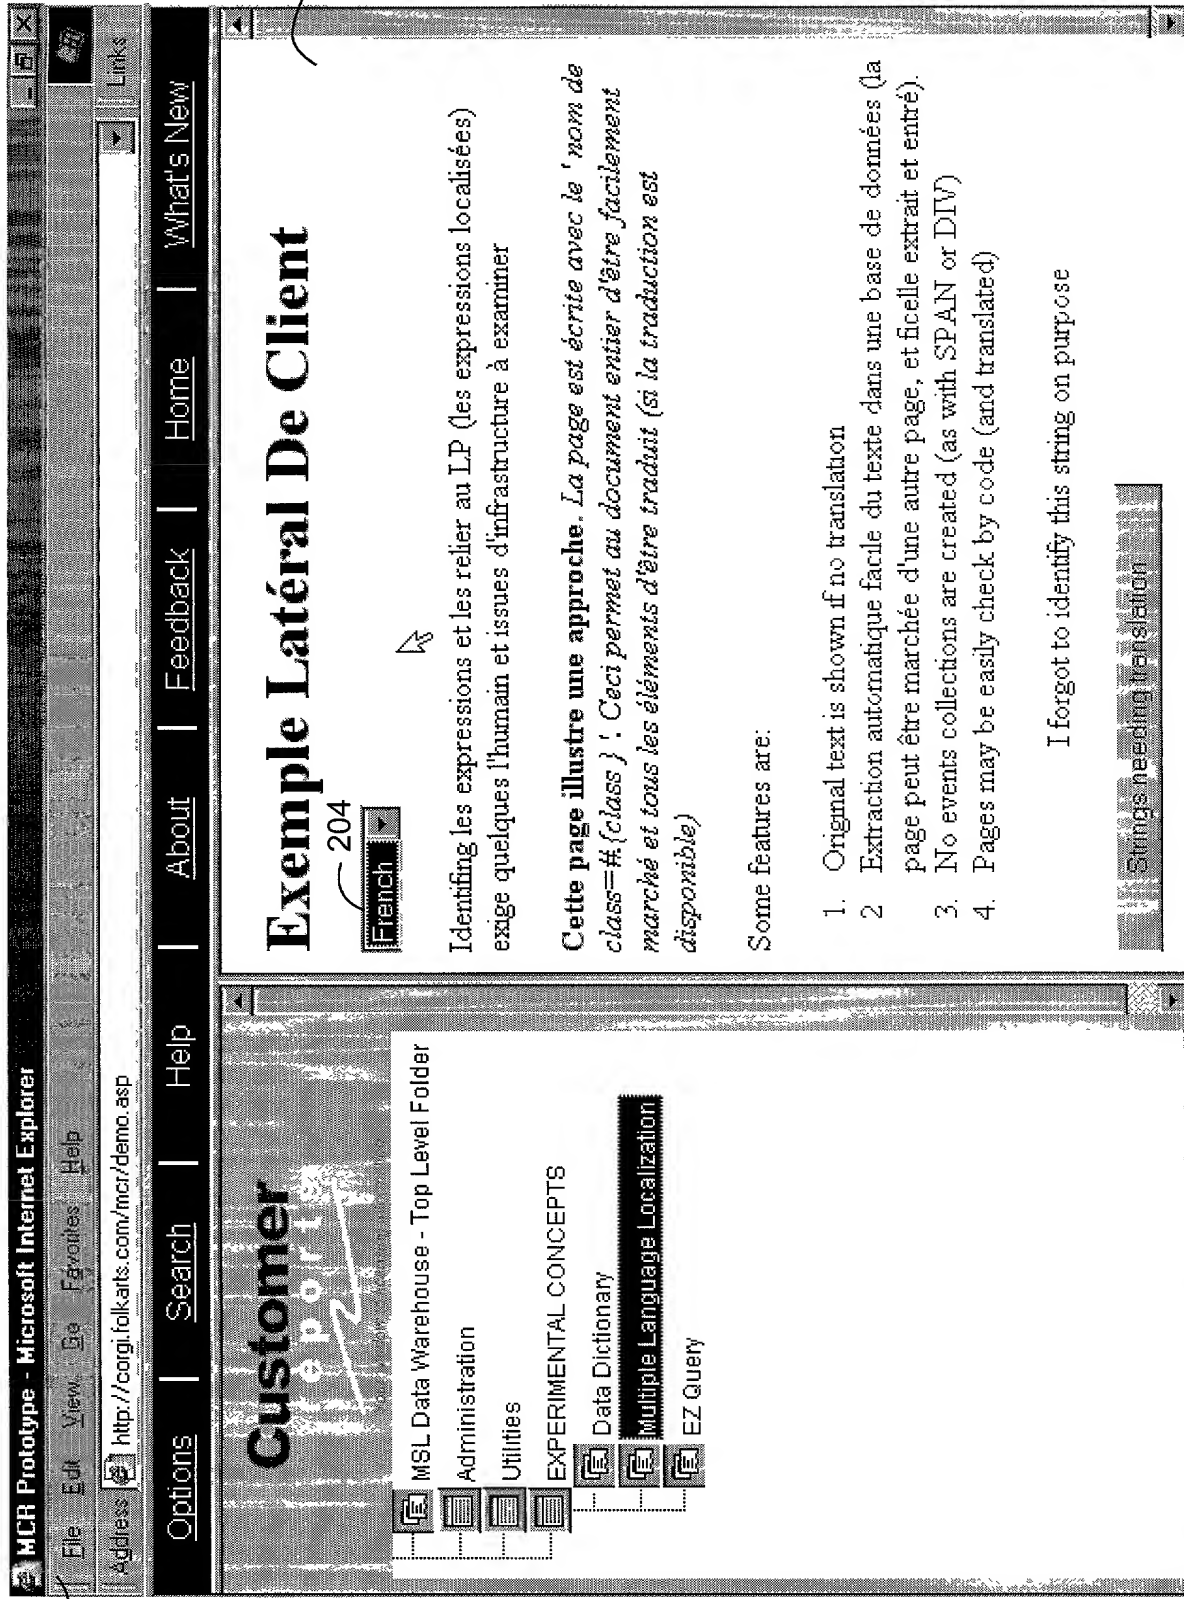 MCR Prototype - Microsoft Internet Explorer
File Edit View Go Favorites Help
Address http://corgi.folkarts.com/mcr/demo.asp Links
Options | Search | Help | About | Feedback | Home | What's New
Customer
eports
MSL Data Warehouse - Top Level Folder
Administration
Utilities
EXPERIMENTAL CONCEPTS
Data Dictionary
Multiple Language Localization
EZ Query
Exemple Latéral De Client
204
French
Identifing les expressions et les relier au LP (les expressions localisées)
exige quelques l'humain et issues d'infrastructure à examiner
Cette page illustre une approche. La page est écrite avec le ' nom de
class=#.{class } '. Ceci permet au document entier d'être facilement
marché et tous les éléments d'être traduit (si la traduction est
disponible)
Some features are:
1. Original text is shown if no translation
2 Extraction automatique facile du texte dans une base de données (la
page peut être marchée d'une autre page, et ficelle extrait et entré).
3. No events collections are created (as with SPAN or DIV)
4. Pages may be easily check by code (and translated)
I forgot to identify this string on purpose
Strings needing translation